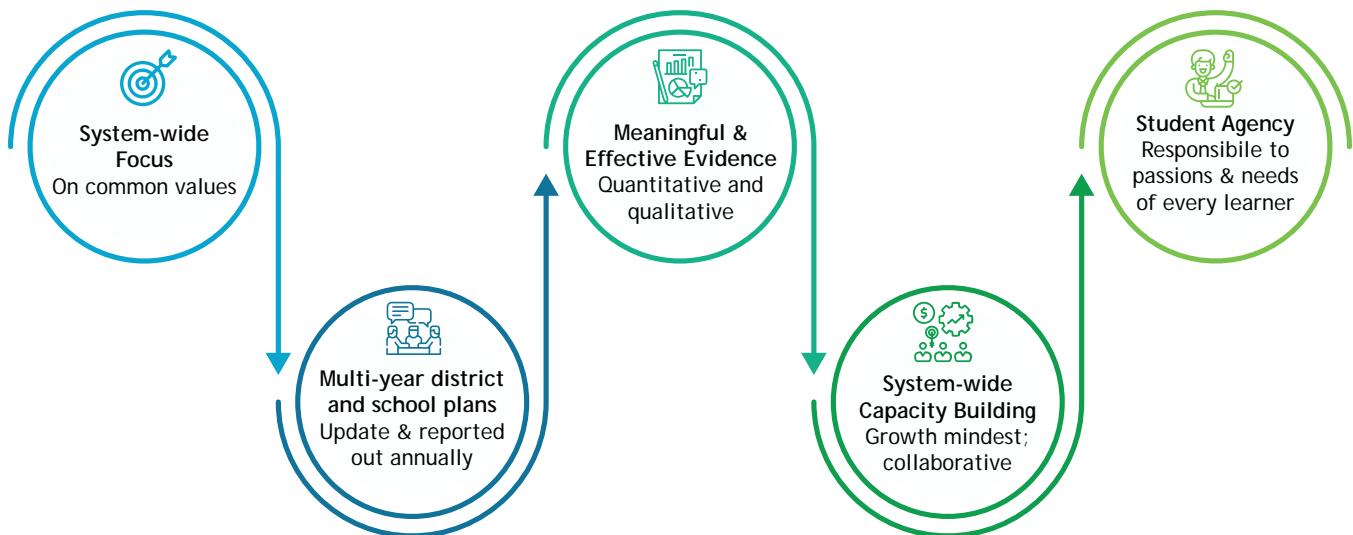 System-wide
Focus
On common values
Multi-year district
and school plans
Update & reported
out annually
Meaningful &
Effective Evidence
Quantitative and
qualitative
System-wide
Capacity Building
Growth mindest;
collaborative
Student Agency
Responsibile to
passions & needs
of every learner